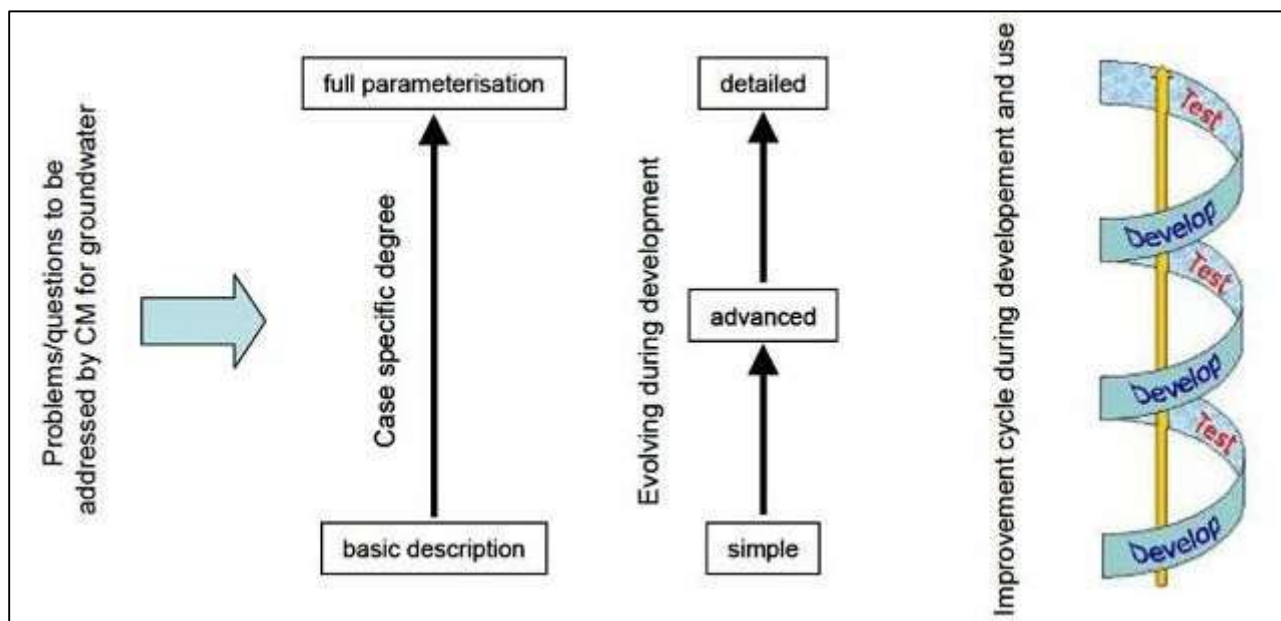 Problems/questions to be
addressed by CM for groundwater
full parameterisation
Case specific degree
basic description
Evolving during development
detailed
advanced
simple
Improvement cycle during developement and use
Test
Develop
Test
Develop
Test
Develop